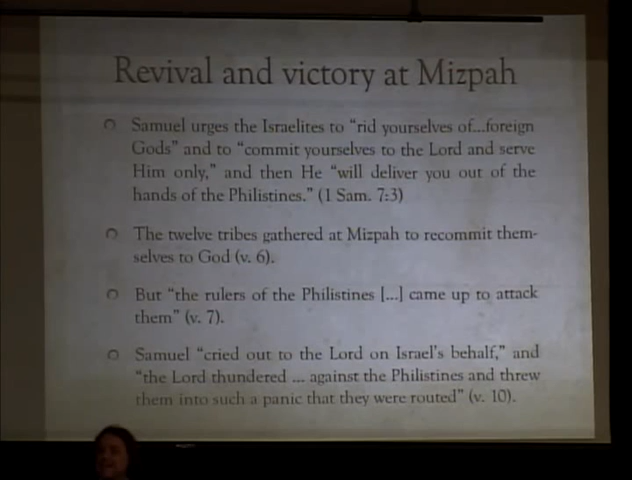 Revival and victory at Mizpah
Samuel urges the Israelites to “rid yourselves of...foreign
Gods” and to “commit yourselves to the Lord and serve
Him only,” and then He “will deliver you out of the
hands of the Philistines.” (1 Sam. 7:3)
The twelve tribes gathered at Mizpah to recommit them-
selves to God (v. 6).
But “the rulers of the Philistines [...] came up to attack
them” (v. 7).
Samuel “cried out to the Lord on Israel’s behalf,” and
“the Lord thundered ... against the Philistines and threw
them into such a panic that they were routed” (v. 10).